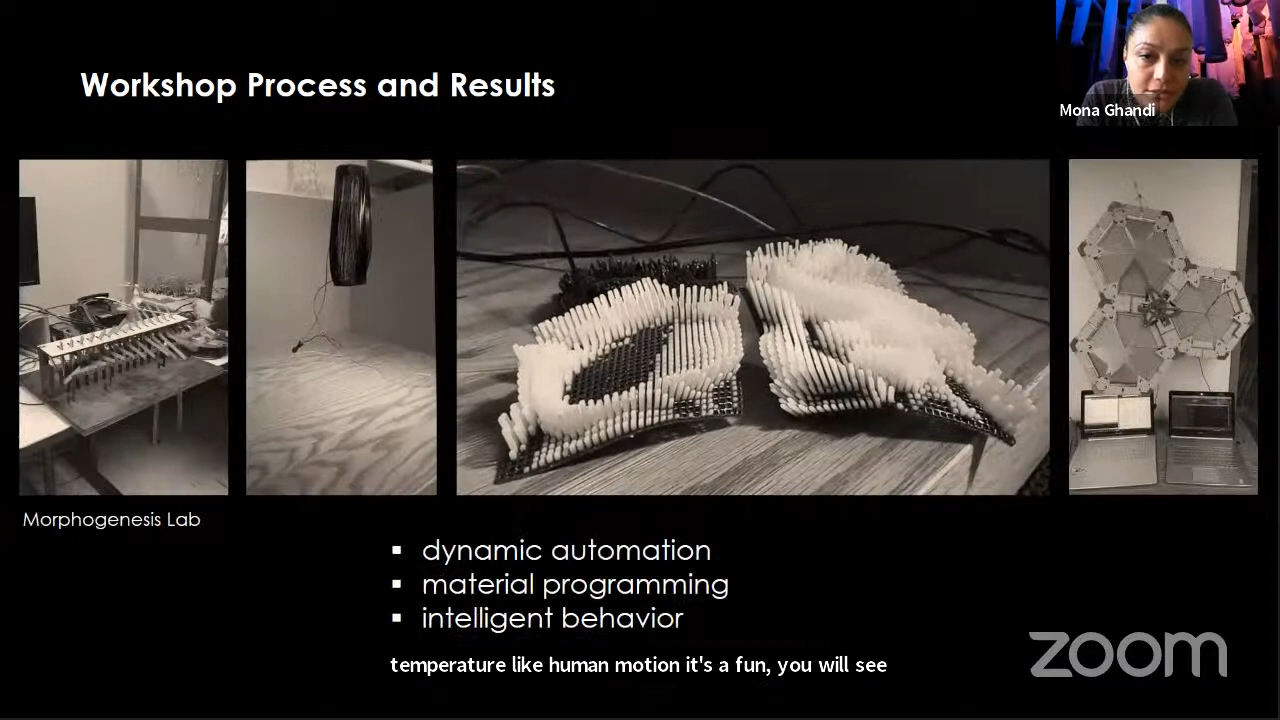 Workshop Process and Results
Mona Ghandi
Morphogenesis Lab
dynamic automation
material programming
intelligent behavior
temperature like human motion it's a fun, you will see
zoom